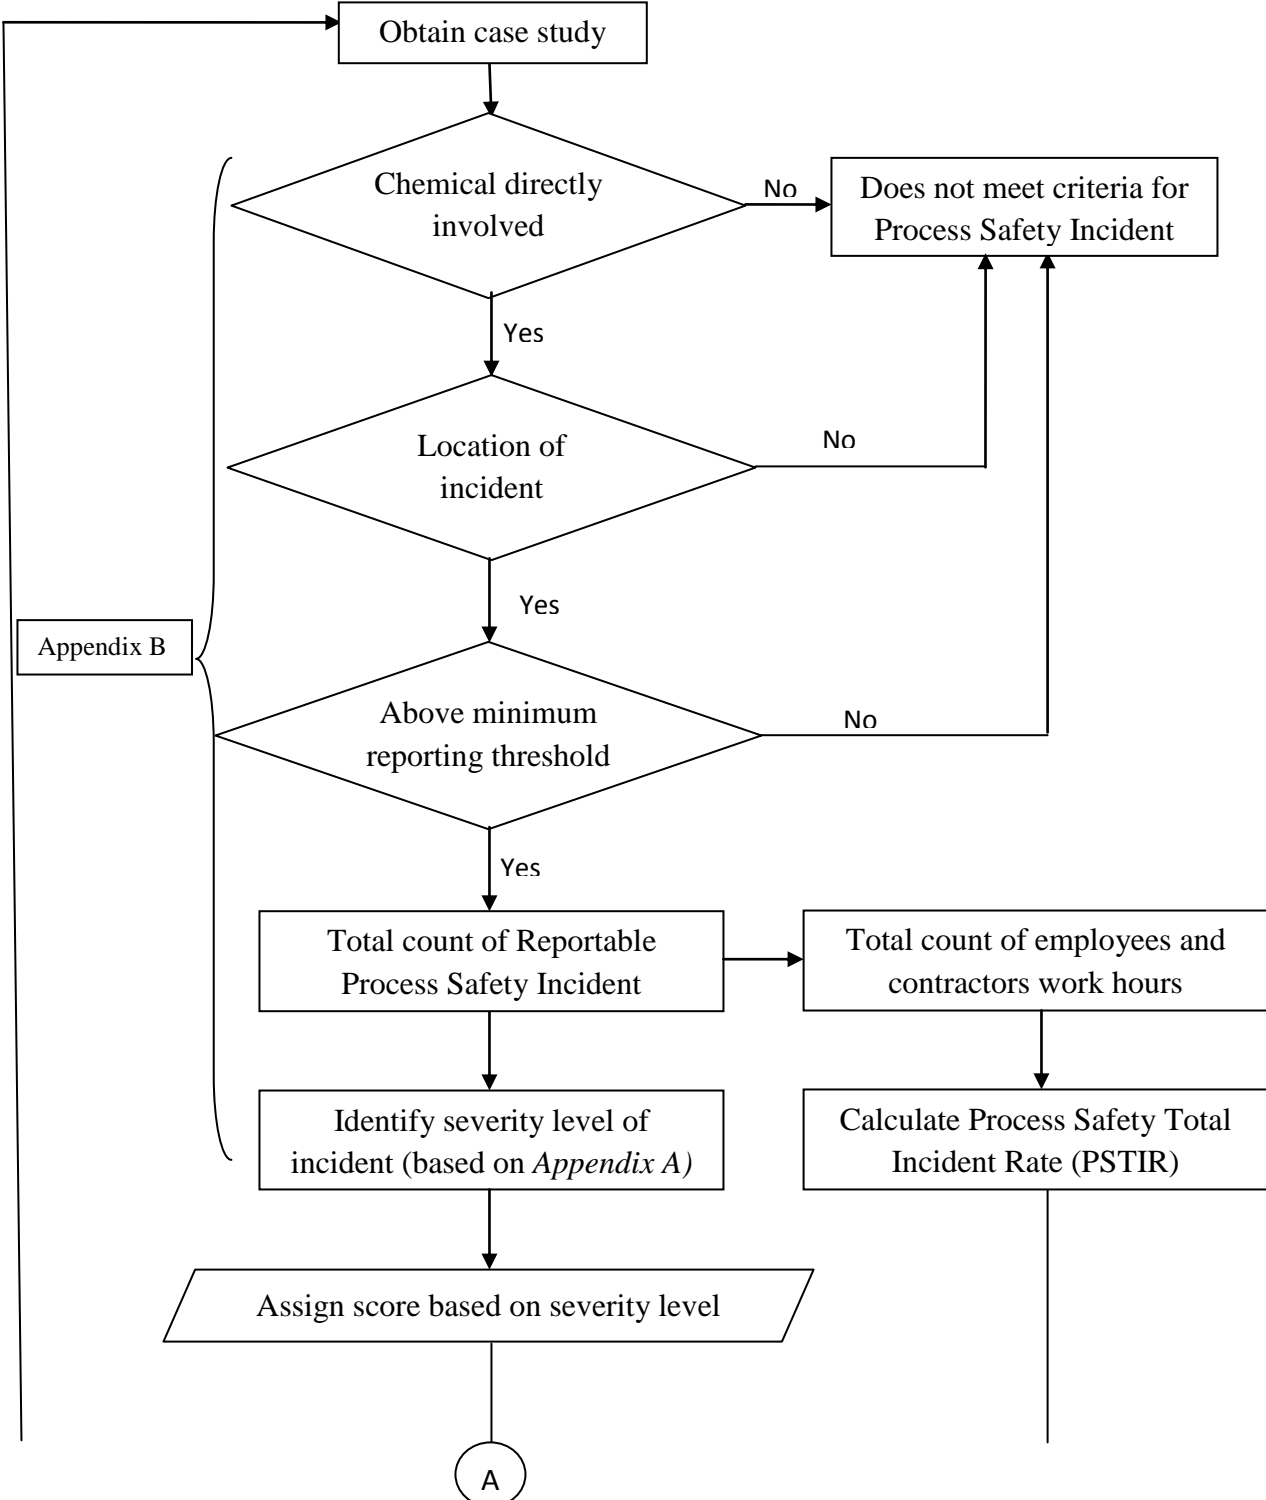 Obtain case study
Chemical directly
involved
No
Does not meet criteria for
Process Safety Incident
Yes
Location of
incident
No
Yes
Appendix B
Above minimum
reporting threshold
No
Yes
Total count of Reportable
Process Safety Incident
Total count of employees and
contractors work hours
Identify severity level of
incident (based on Appendix A)
Calculate Process Safety Total
Incident Rate (PSTIR)
Assign score based on severity level
A